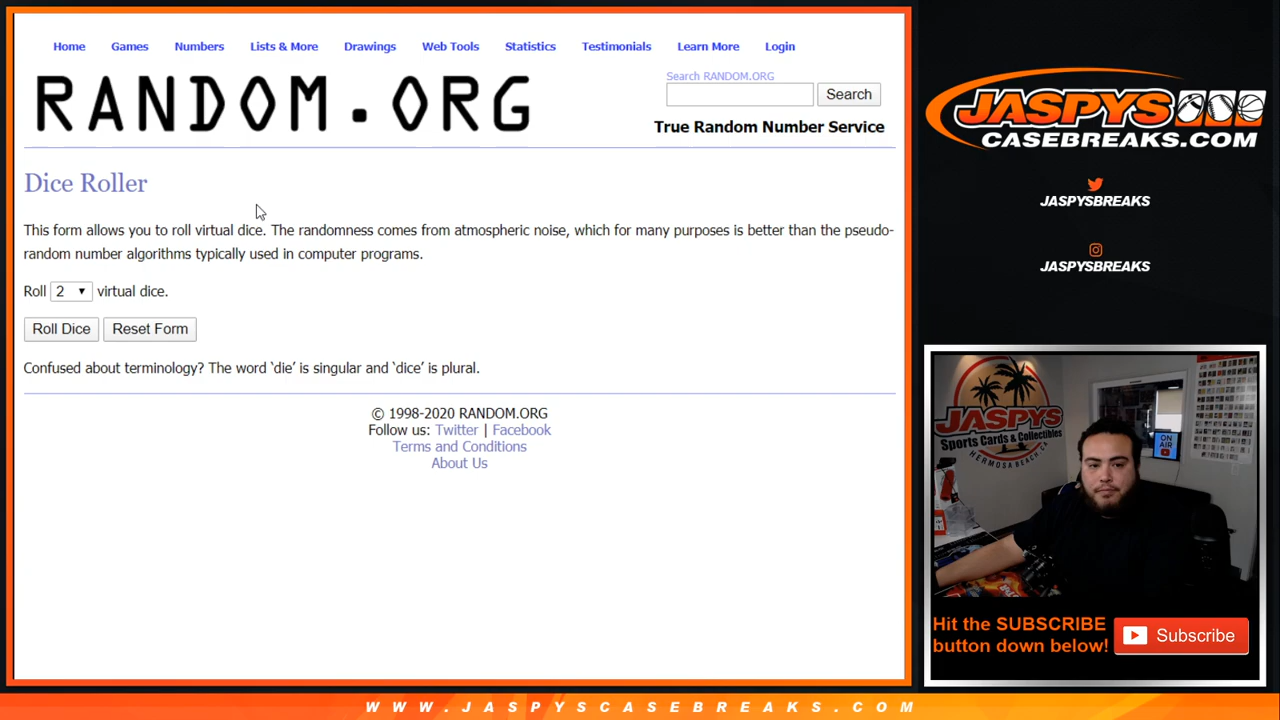 Home Games Numbers Lists & More Drawings Web Tools Statistics Testimonials Learn More Login
RANDOM.ORG
Search RANDOM.ORG
Search
True Random Number Service
Dice Roller
This form allows you to roll virtual dice. The randomness comes from atmospheric noise, which for many purposes is better than the pseudo-
random number algorithms typically used in computer programs.
Roll 2 virtual dice.
Roll Dice Reset Form
Confused about terminology? The word ‘die’ is singular and ‘dice’ is plural.
© 1998-2020 RANDOM.ORG
Follow us: Twitter | Facebook
Terms and Conditions
About Us
JASPYS
CASEBREAKS.COM
JASPYSBREAKS
JASPYSBREAKS
JASPYS
Sports Cards & Collectibles
HERMOSA BEACH CA
ON
AIR
Hit the SUBSCRIBE
button down below!
Subscribe
WWW.JASPYSCASEBREAKS.COM